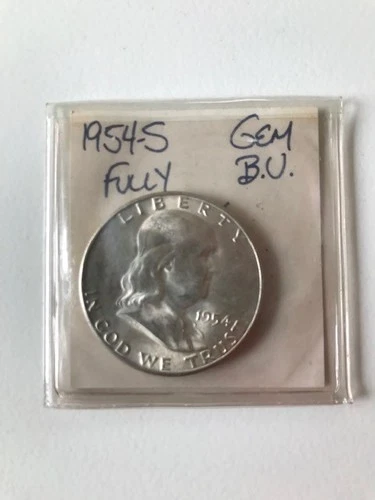 1954-S GEM
FULLY B.U.
LIBERTY
1954
IN GOD WE TRUST